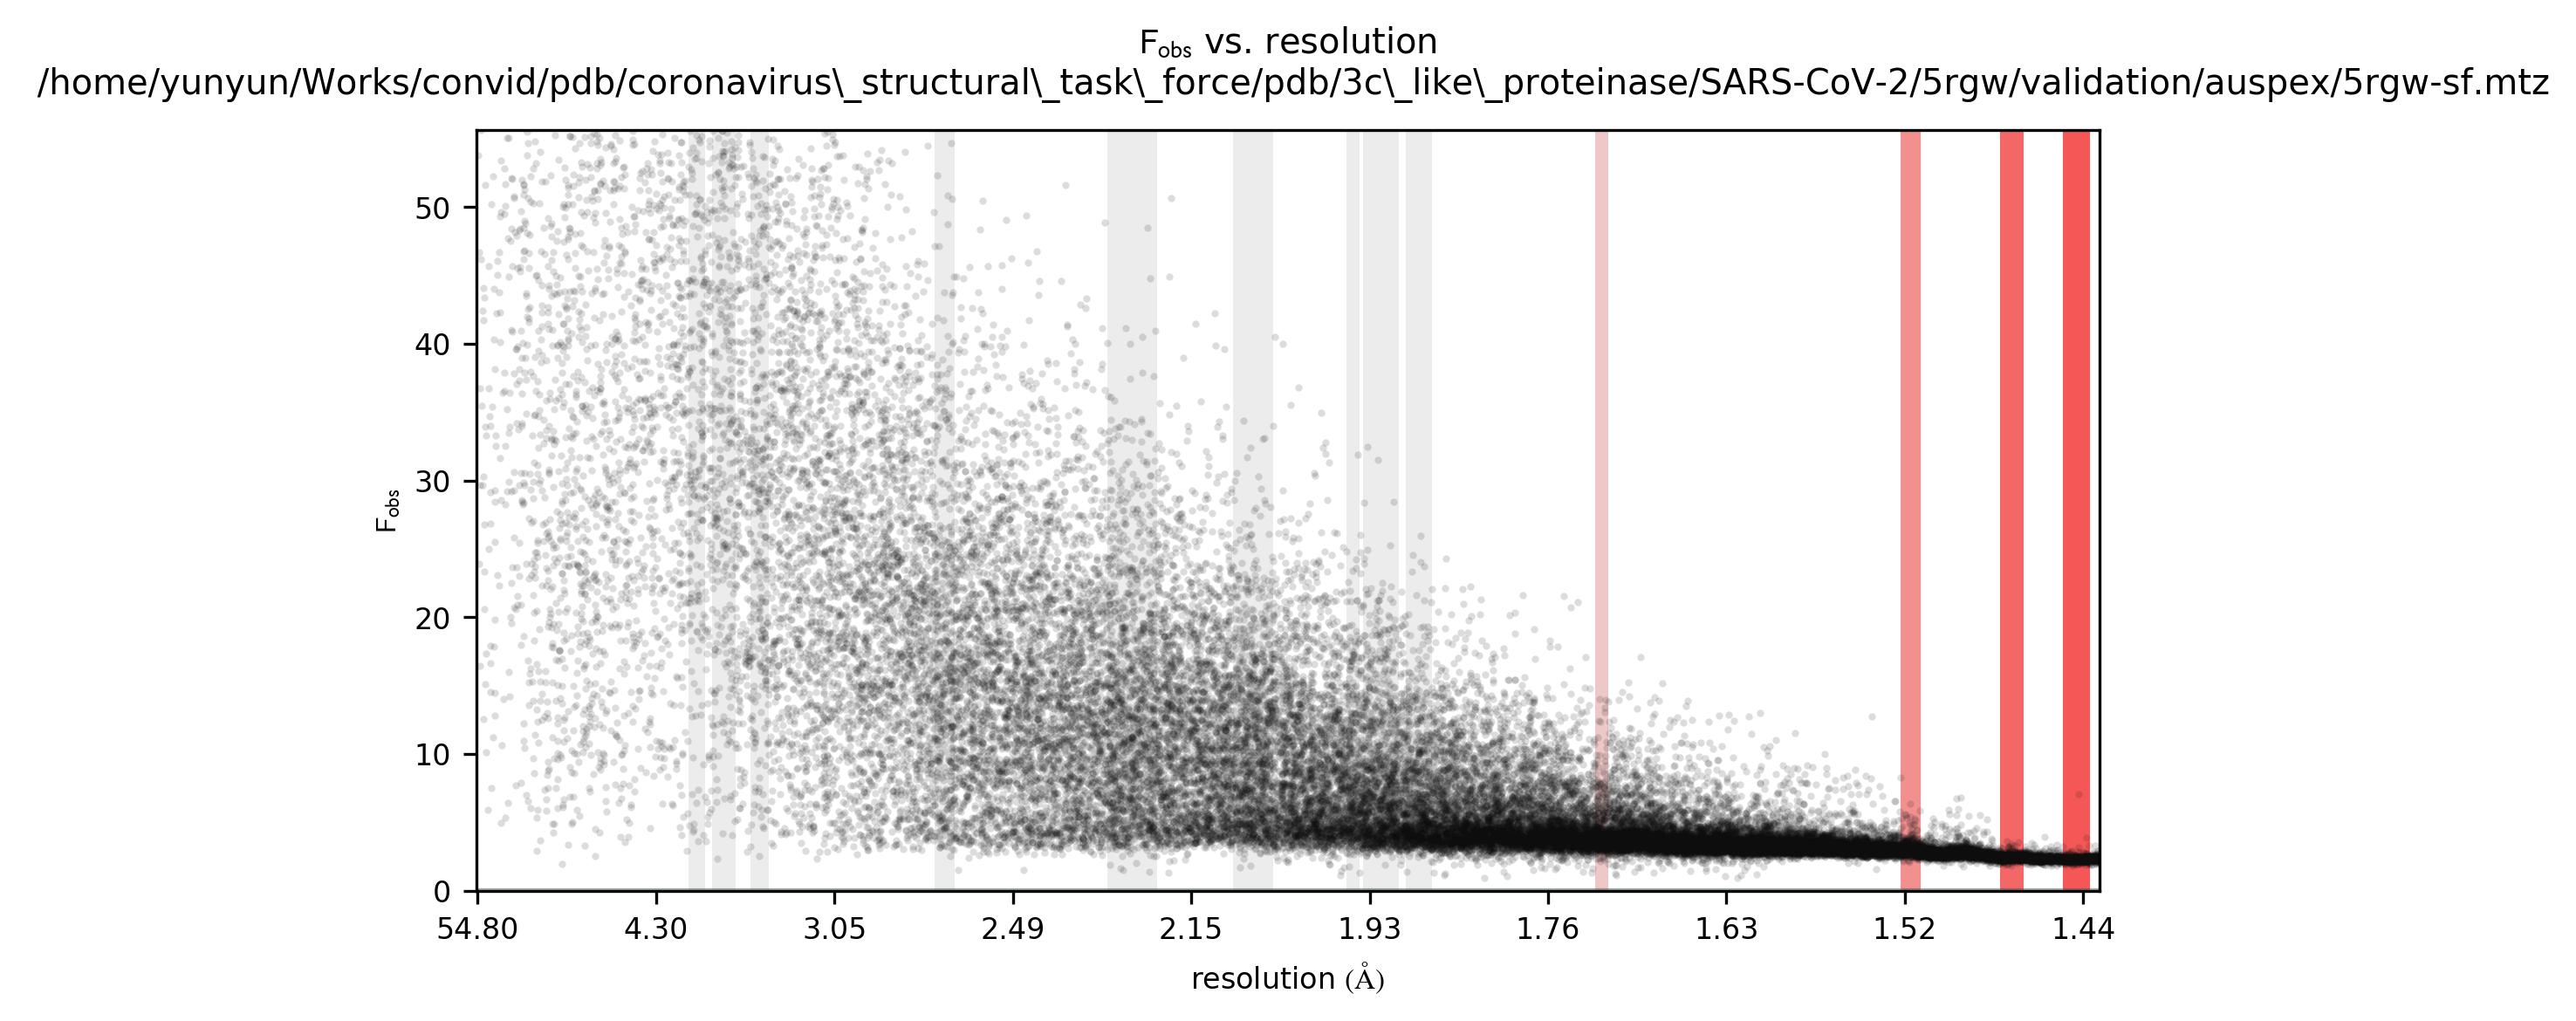 F_obs vs. resolution
/home/yunyun/Works/convid/pdb/coronavirus\_structural\_task\_force/pdb/3c\_like\_proteinase/SARS-CoV-2/5rgw/validation/auspex/5rgw-sf.mtz
50
40
30
20
10
0
F_obs
54.80 4.30 3.05 2.49 2.15 1.93 1.76 1.63 1.52 1.44
resolution (Å)